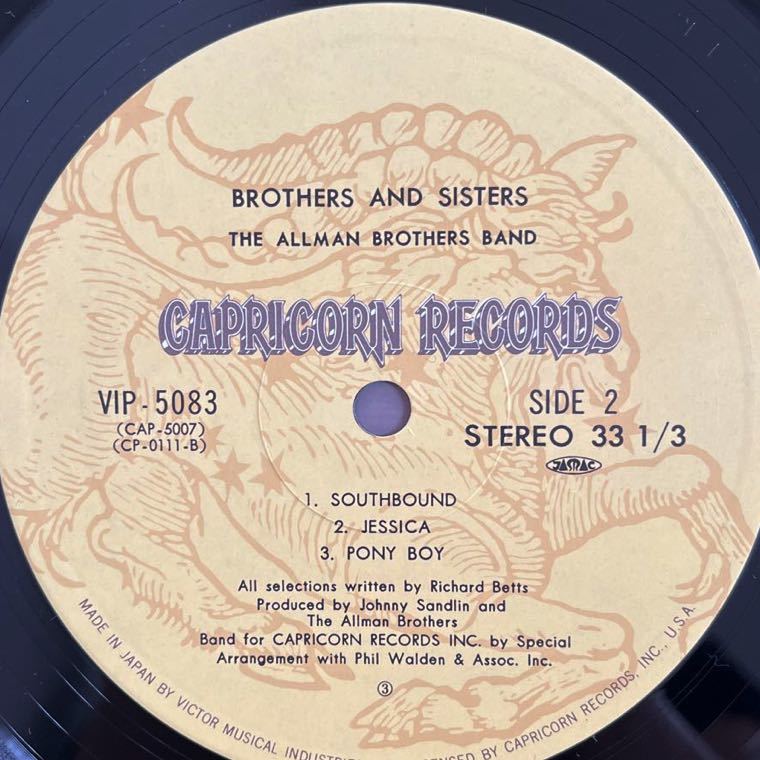 BROTHERS AND SISTERS
THE ALLMAN BROTHERS BAND
CAPRICORN RECORDS
VIP-5083
(CAP-5007)
(CP-0111-B)
SIDE 2
STEREO 33 1/3
JASRAC
1. SOUTHBOUND
2. JESSICA
3. PONY BOY
All selections written by Richard Betts
Produced by Johnny Sandlin and
The Allman Brothers
Band for CAPRICORN RECORDS INC. by Special
Arrangement with Phil Walden & Assoc. Inc.
③
MADE IN JAPAN BY VICTOR MUSICAL BY CAPRICORN RECORDS, INC., U.S.A.